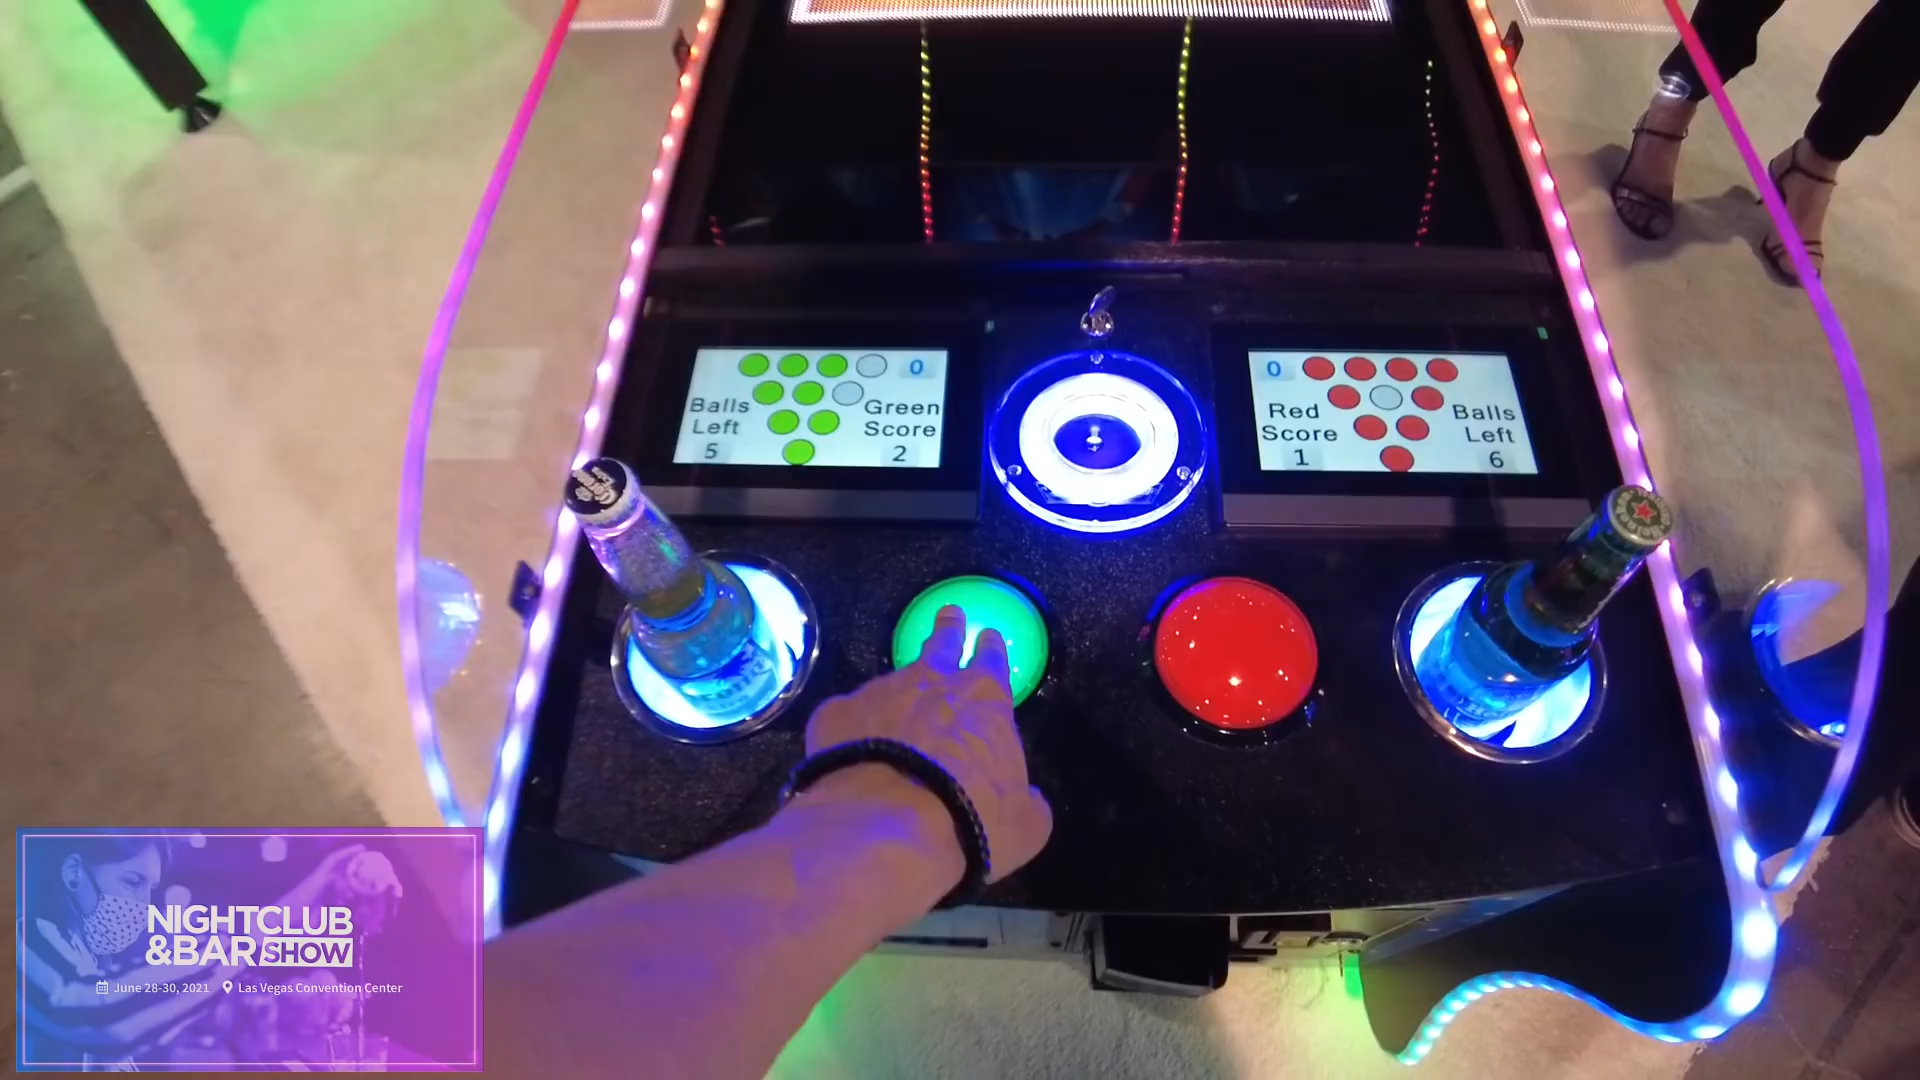 0
Balls
Left
5
Green
Score
2
0
Red
Score
1
Balls
Left
6
NIGHTCLUB
&BAR SHOW
June 28-30, 2021 Las Vegas Convention Center